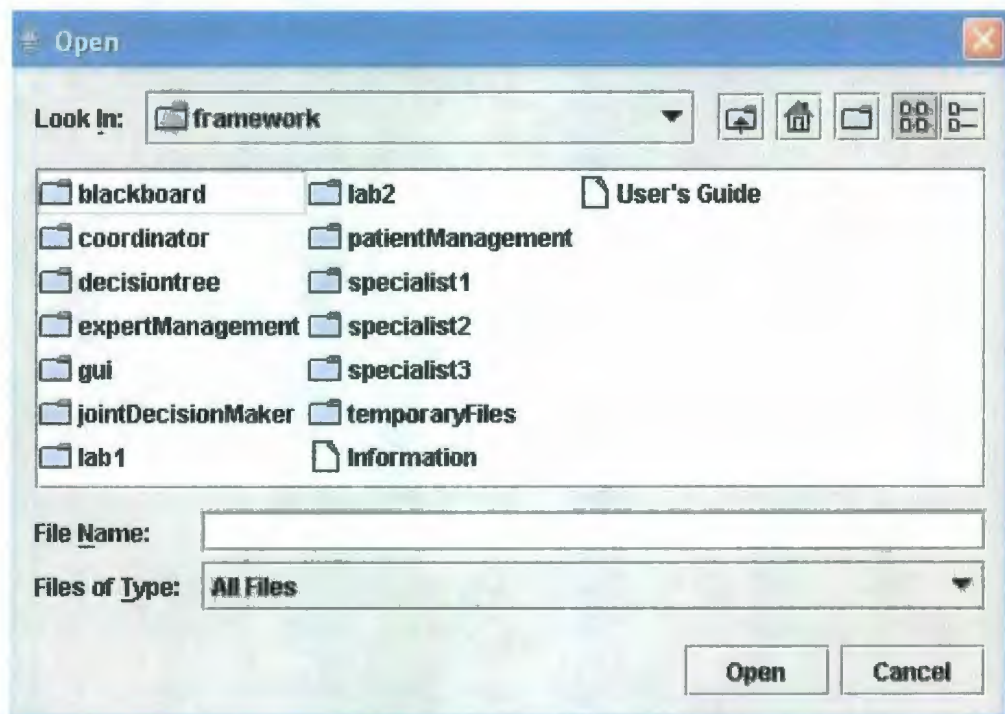 Open
Look In: framework
blackboard
coordinator
decisiontree
expertManagement
gui
jointDecisionMaker
lab1
lab2
patientManagement
specialist1
specialist2
specialist3
temporaryFiles
Information
User's Guide
File Name:
Files of Type: All Files
Open Cancel